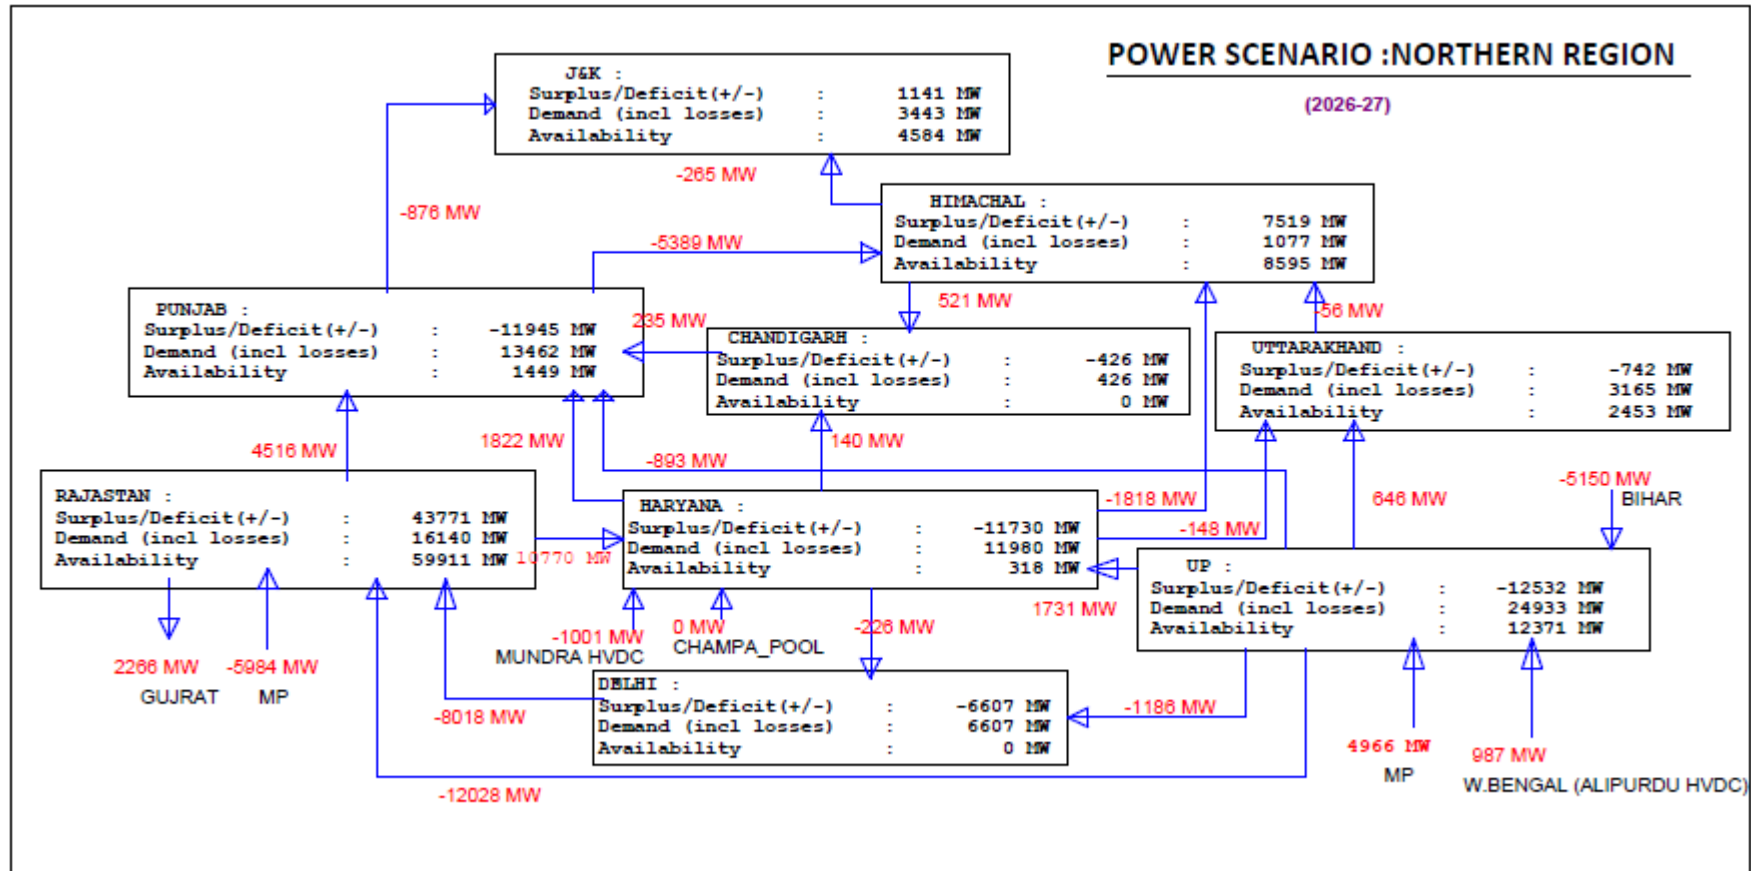 POWER SCENARIO :NORTHERN REGION
(2026-27)
J&K :
Surplus/Deficit(+/-) : 1141 MW
Demand (incl losses) : 3443 MW
Availability : 4584 MW
-265 MW
-876 MW
HIMACHAL :
Surplus/Deficit(+/-) : 7519 MW
Demand (incl losses) : 1077 MW
Availability : 8595 MW
-5389 MW
521 MW
-56 MW
PUNJAB :
Surplus/Deficit(+/-) : -11945 MW
Demand (incl losses) : 13462 MW
Availability : 1449 MW
235 MW
CHANDIGARH :
Surplus/Deficit(+/-) : -426 MW
Demand (incl losses) : 426 MW
Availability : 0 MW
UTTARAKHAND :
Surplus/Deficit(+/-) : -742 MW
Demand (incl losses) : 3165 MW
Availability : 2453 MW
4516 MW
1822 MW
140 MW
-893 MW
RAJASTAN :
Surplus/Deficit(+/-) : 43771 MW
Demand (incl losses) : 16140 MW
Availability : 59911 MW
10770 MW
HARYANA :
Surplus/Deficit(+/-) : -11730 MW
Demand (incl losses) : 11980 MW
Availability : 318 MW
-1818 MW
-148 MW
646 MW
-5150 MW
BIHAR
UP :
Surplus/Deficit(+/-) : -12532 MW
Demand (incl losses) : 24933 MW
Availability : 12371 MW
1731 MW
2266 MW
GUJRAT
-5984 MW
MP
-1001 MW
MUNDRA HVDC
0 MW
CHAMPA_POOL
-226 MW
DELHI :
Surplus/Deficit(+/-) : -6607 MW
Demand (incl losses) : 6607 MW
Availability : 0 MW
-8018 MW
-1186 MW
-12028 MW
4966 MW
MP
987 MW
W.BENGAL (ALIPURDU HVDC)